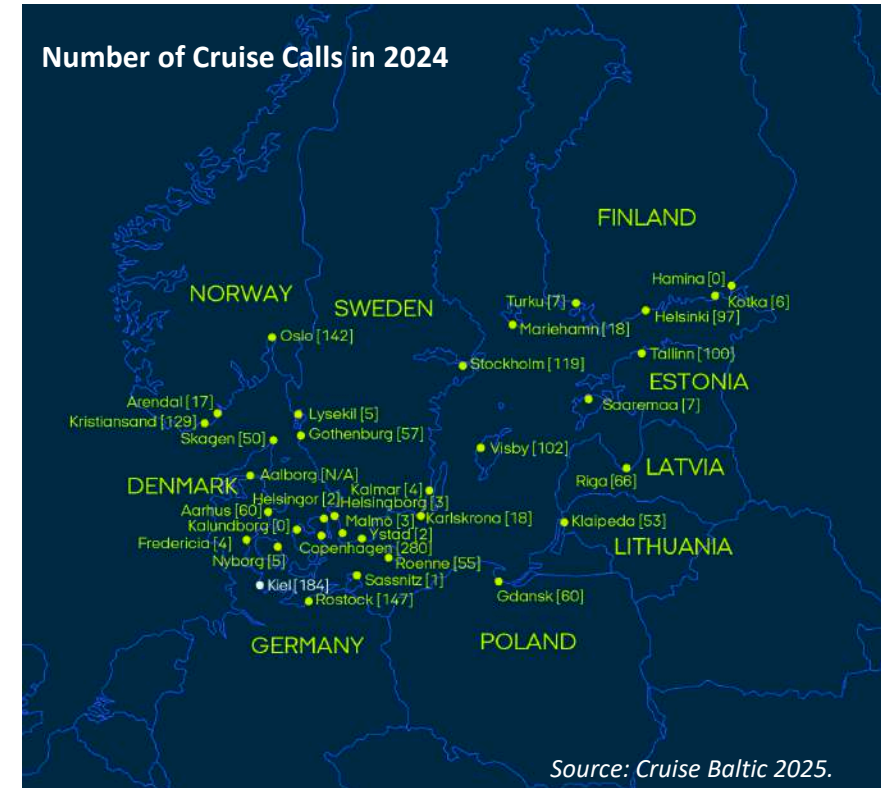 Number of Cruise Calls in 2024
FINLAND
Hamina [0]
NORWAY
Kotka [6]
SWEDEN
Turku [7]
Helsinki [97]
Mariehamn [18]
Oslo [142]
Tallinn [100]
Stockholm [119]
ESTONIA
Saaremaa [7]
Arendal [17]
Lysekil [5]
Kristiansand [129]
Gothenburg [57]
Skagen [50]
Visby [102]
LATVIA
Aalborg [N/A]
Riga [66]
DENMARK
Kalmar [4]
Helsingor [2]
Helsingborg [3]
Aarhus [60]
Malmö [3]
Karlskrona [18]
Klaipeda [53]
Kalundborg [0]
Ystad [2]
Fredericia [4]
Copenhagen [280]
LITHUANIA
Nyborg [5]
Roenne [55]
Kiel [184]
Sassnitz [1]
Gdansk [60]
Rostock [147]
GERMANY
POLAND
Source: Cruise Baltic 2025.